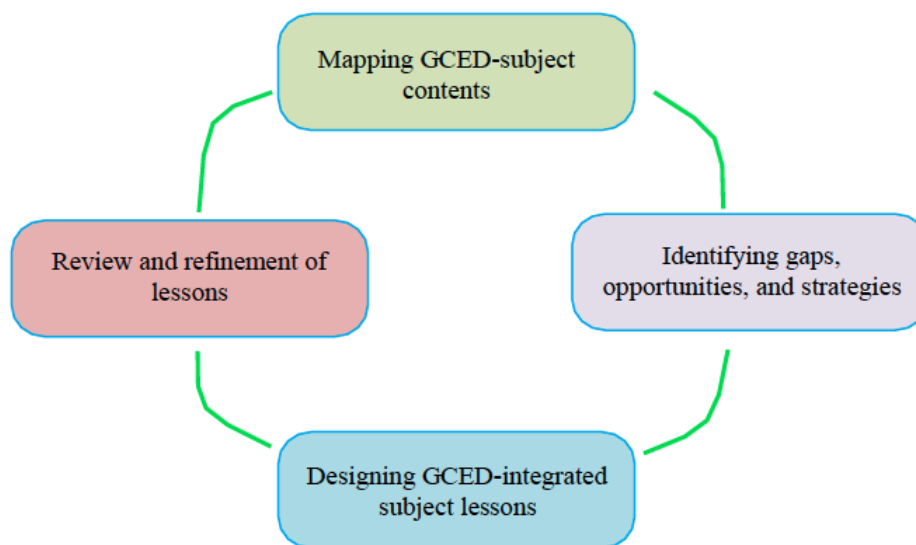 Mapping GCED-subject
contents
Identifying gaps,
opportunities, and strategies
Designing GCED-integrated
subject lessons
Review and refinement of
lessons